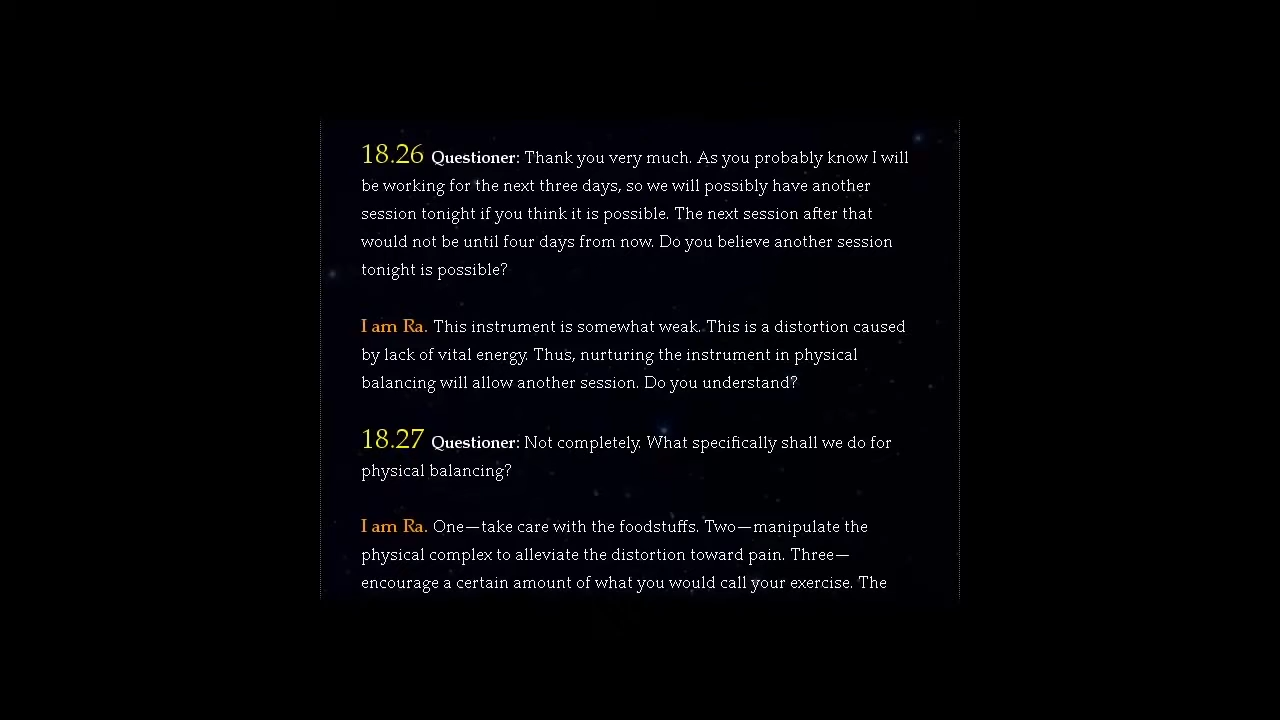 18.26 Questioner: Thank you very much. As you probably know I will
be working for the next three days, so we will possibly have another
session tonight if you think it is possible. The next session after that
would not be until four days from now. Do you believe another session
tonight is possible?
I am Ra. This instrument is somewhat weak. This is a distortion caused
by lack of vital energy. Thus, nurturing the instrument in physical
balancing will allow another session. Do you understand?
18.27 Questioner: Not completely. What specifically shall we do for
physical balancing?
I am Ra. One—take care with the foodstuffs. Two—manipulate the
physical complex to alleviate the distortion toward pain. Three—
encourage a certain amount of what you would call your exercise. The